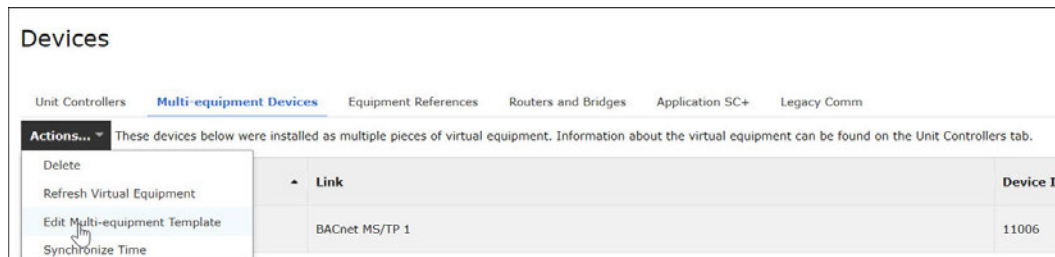 Devices
Unit Controllers Multi-equipment Devices Equipment References Routers and Bridges Application SC+ Legacy Comm
Actions... These devices below were installed as multiple pieces of virtual equipment. Information about the virtual equipment can be found on the Unit Controllers tab.
Delete
Link Device I
Refresh Virtual Equipment
Edit Multi-equipment Template
BACnet MS/TP 1 11006
Synchronize Time